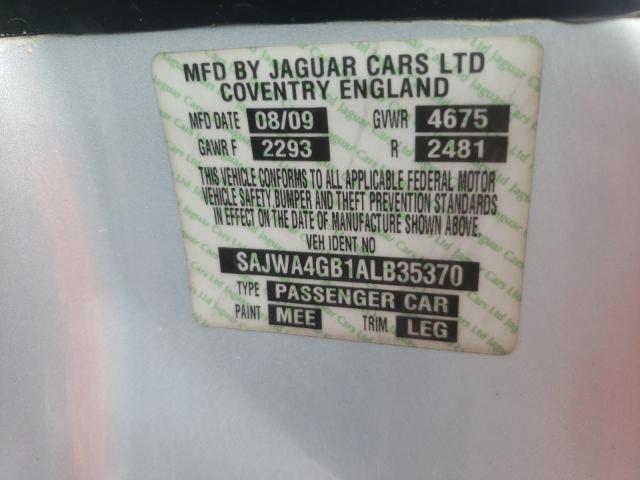 MFD BY JAGUAR CARS LTD
COVENTRY ENGLAND
MFD DATE 08/09 GVWR 4675
GAWR F 2293 R 2481
THIS VEHICLE CONFORMS TO ALL APPLICABLE FEDERAL MOTOR
VEHICLE SAFETY BUMPER AND THEFT PREVENTION STANDARDS
IN EFFECT ON THE DATE OF MANUFACTURE SHOWN ABOVE.
VEH IDENT NO
SAJWA4GB1ALB35370
TYPE PASSENGER CAR
PAINT MEE TRIM LEG